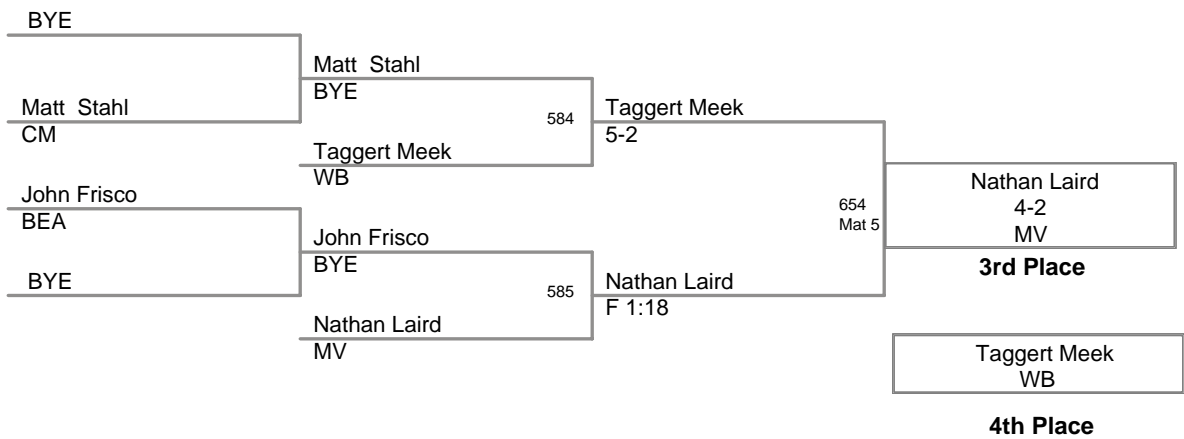 BYE
Matt  Stahl
CM
John Frisco
BEA
BYE
Matt  Stahl
BYE
584
Taggert Meek
WB
John Frisco
BYE
585
Nathan Laird
MV
Taggert Meek
5-2
654
Mat 5
Nathan Laird
F 1:18
Nathan Laird
4-2
MV
3rd Place
Taggert Meek
WB
4th Place